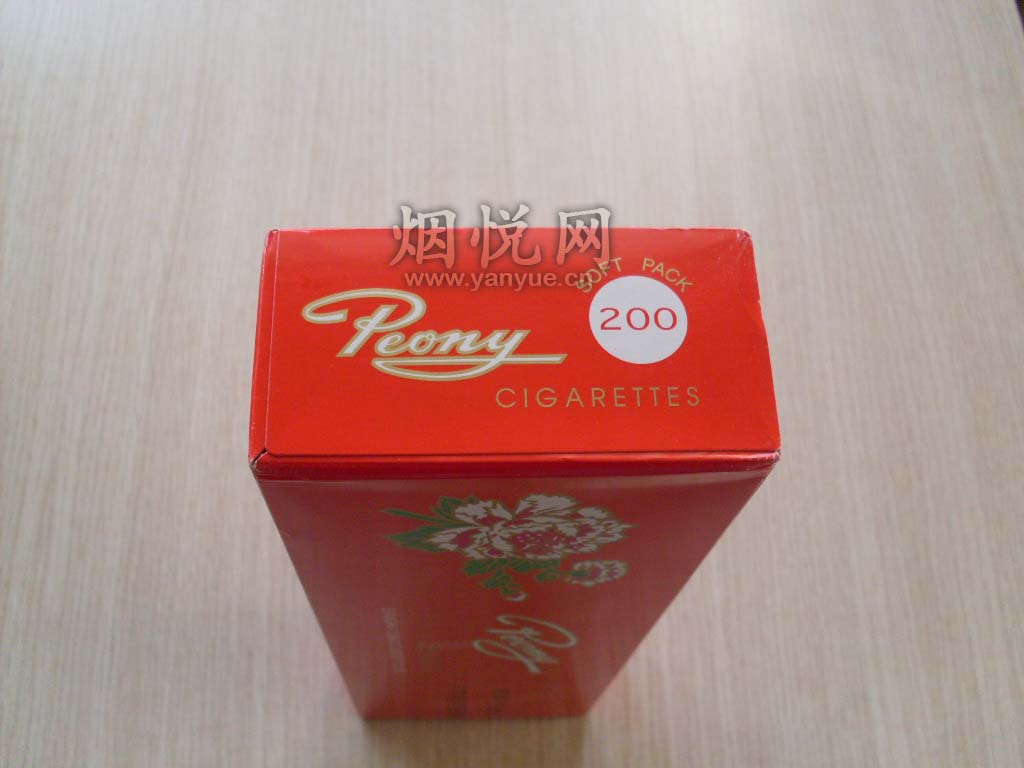 烟悦网
www.yanyue.cn
SOFT PACK
Peony
200
CIGARETTES
Peony